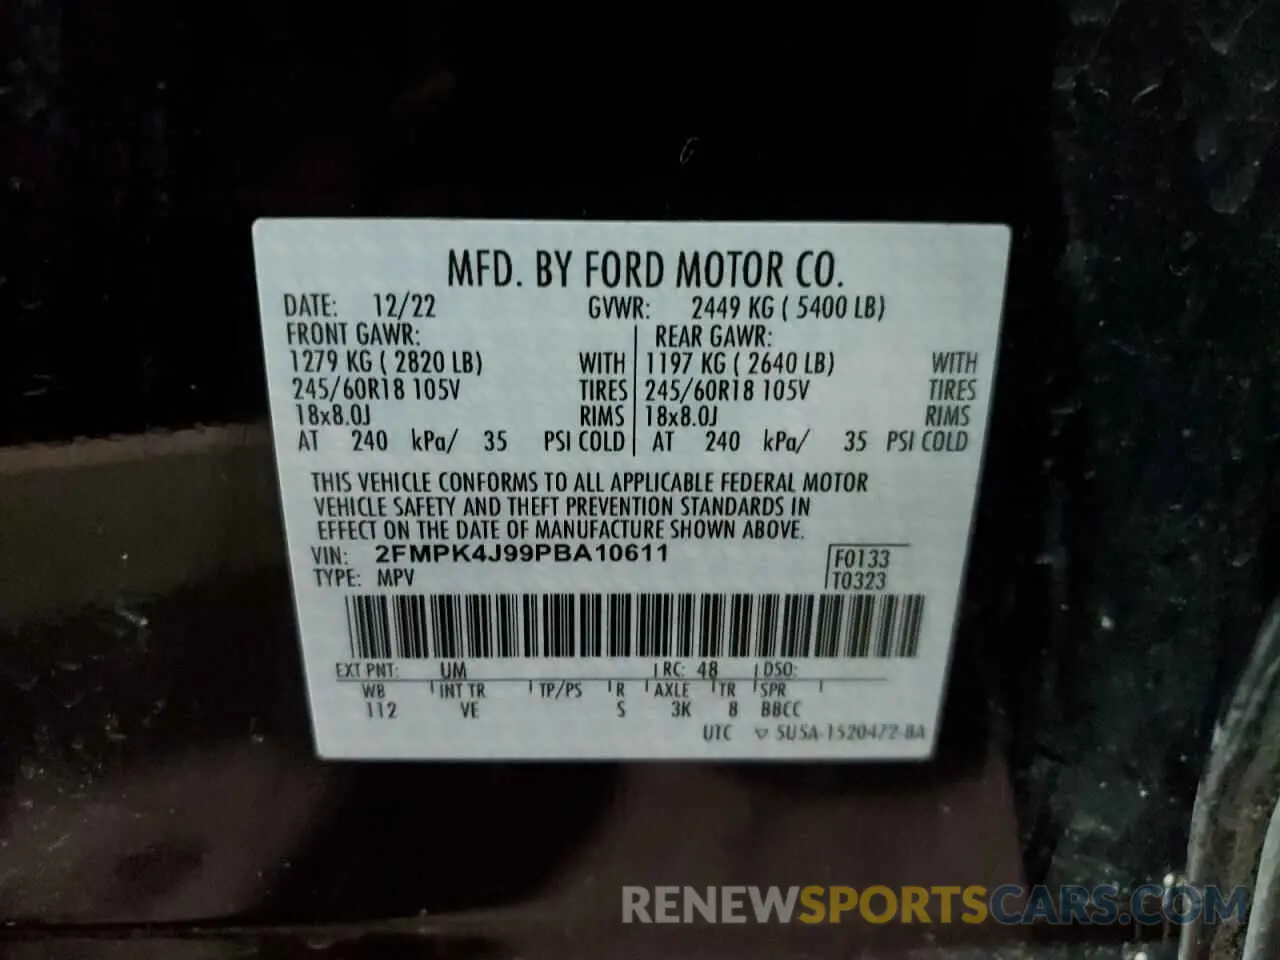 MFD. BY FORD MOTOR CO.
DATE: 12/22 GVWR: 2449 KG ( 5400 LB)
FRONT GAWR: REAR GAWR:
1279 KG ( 2820 LB) WITH 1197 KG ( 2640 LB) WITH
245/60R18 105V TIRES 245/60R18 105V TIRES
18x8.0J RIMS 18x8.0J RIMS
AT 240 kPa/ 35 PSI COLD AT 240 kPa/ 35 PSI COLD
THIS VEHICLE CONFORMS TO ALL APPLICABLE FEDERAL MOTOR
VEHICLE SAFETY AND THEFT PREVENTION STANDARDS IN
EFFECT ON THE DATE OF MANUFACTURE SHOWN ABOVE.
VIN: 2FMPK4J99PBA10611 F0133
TYPE: MPV T0323
EXT PNT: UM RC: 48 DSO:
WB INT TR TP/PS R AXLE TR SPR
112 VE S 3K 8 BBCC
UTC ▽ 5U5A-1520472-BA
RENEWSPORTSCARS.COM